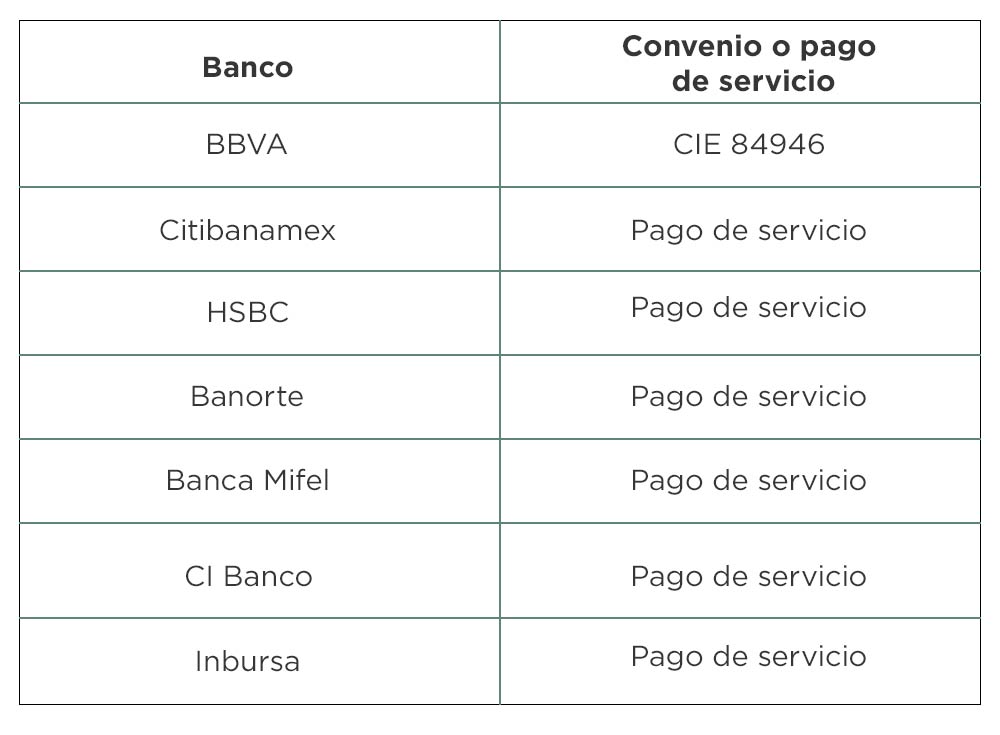 Banco
Convenio o pago
de servicio
BBVA
CIE 84946
Citibanamex
Pago de servicio
HSBC
Pago de servicio
Banorte
Pago de servicio
Banca Mifel
Pago de servicio
CI Banco
Pago de servicio
Inbursa
Pago de servicio